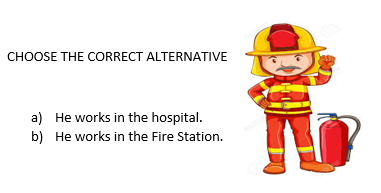 CHOOSE THE CORRECT ALTERNATIVE
a) He works in the hospital.
b) He works in the Fire Station.